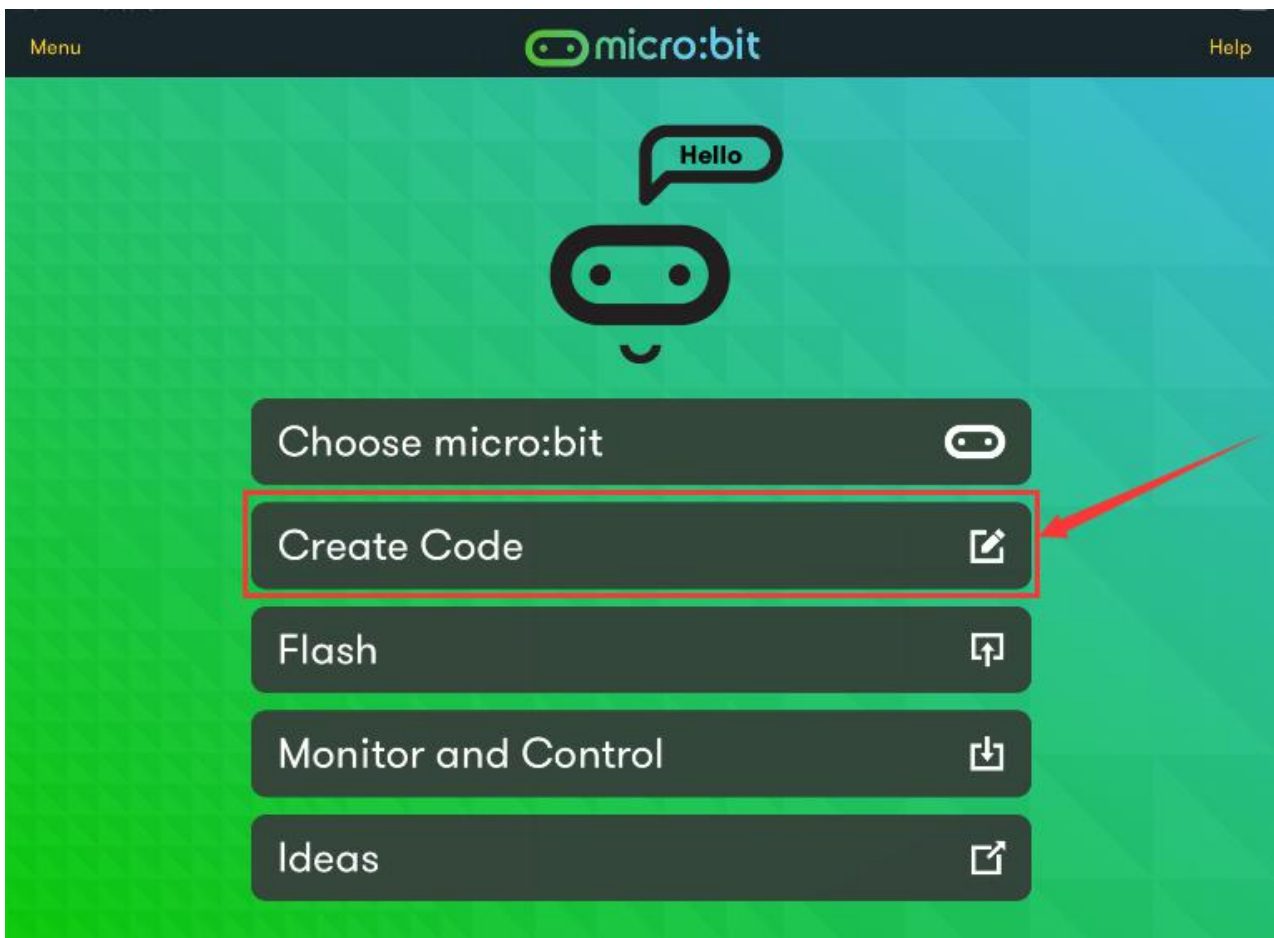 Menu
micro:bit
Help
Hello
Choose micro:bit
Create Code
Flash
Monitor and Control
Ideas